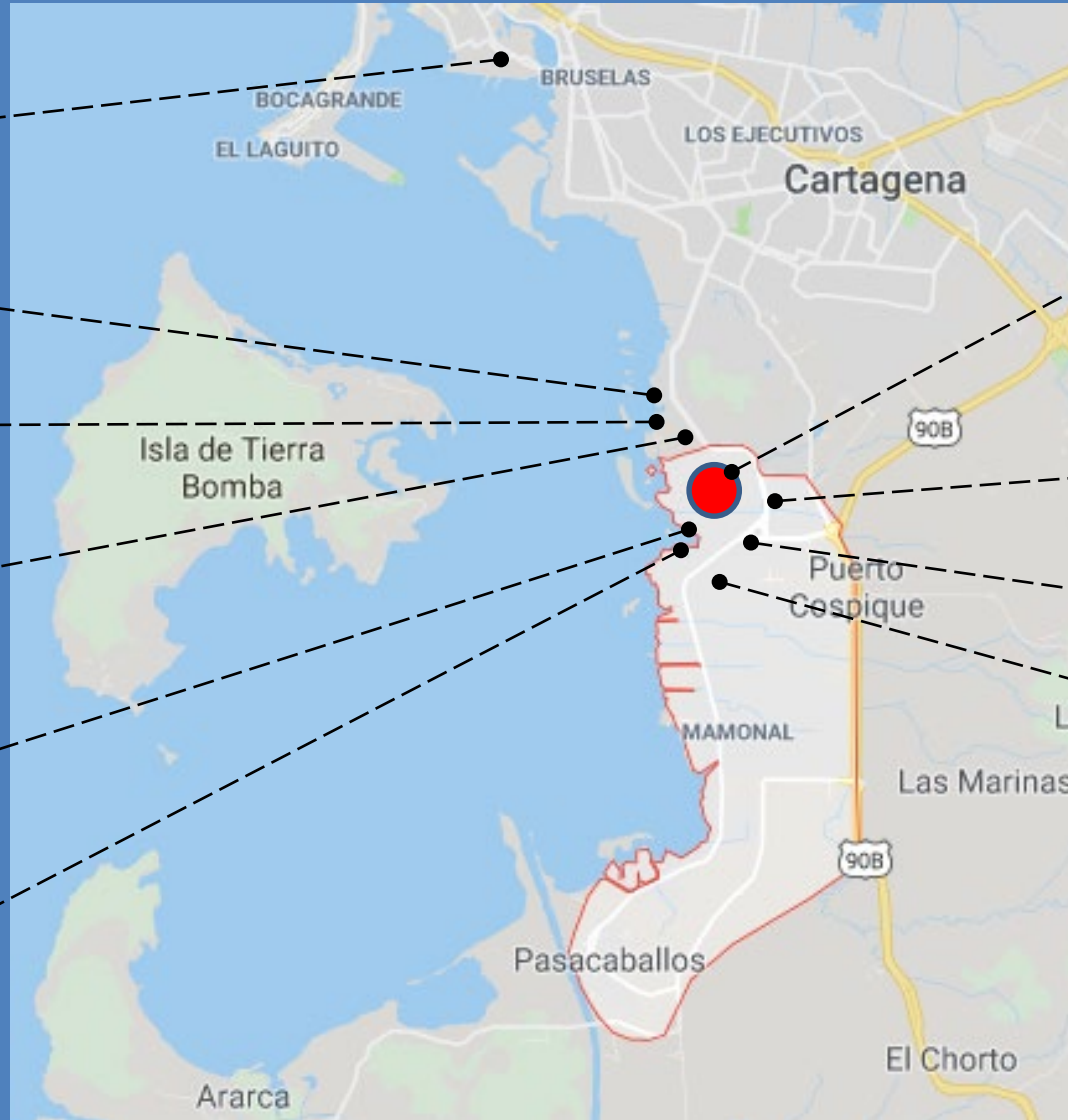 BRUSELAS
BOCAGRANDE
LOS EJECUTIVOS
EL LAGUITO
Cartagena
90B
Isla de Tierra
Bomba
Puerto
Cospique
L
MAMONAL
Las Marinas
90B
Pasacaballos
El Chorto
Ararca